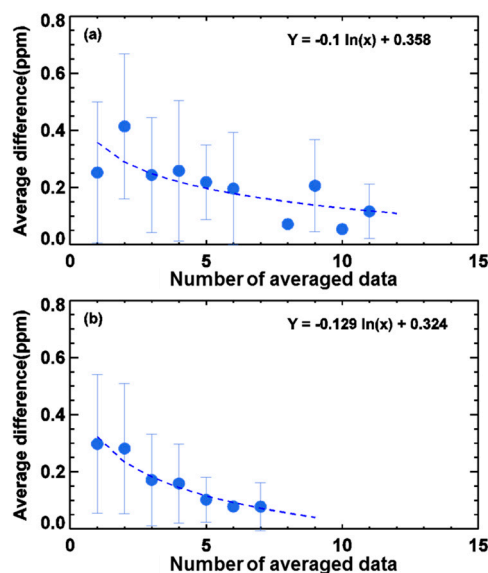 (a)
Y = -0.1 ln(x) + 0.358
Average difference(ppm)
0.8
0.6
0.4
0.2
0.0
0 5 10 15
Number of averaged data
(b)
Y = -0.129 ln(x) + 0.324
Average difference(ppm)
0.8
0.6
0.4
0.2
0.0
0 5 10 15
Number of averaged data